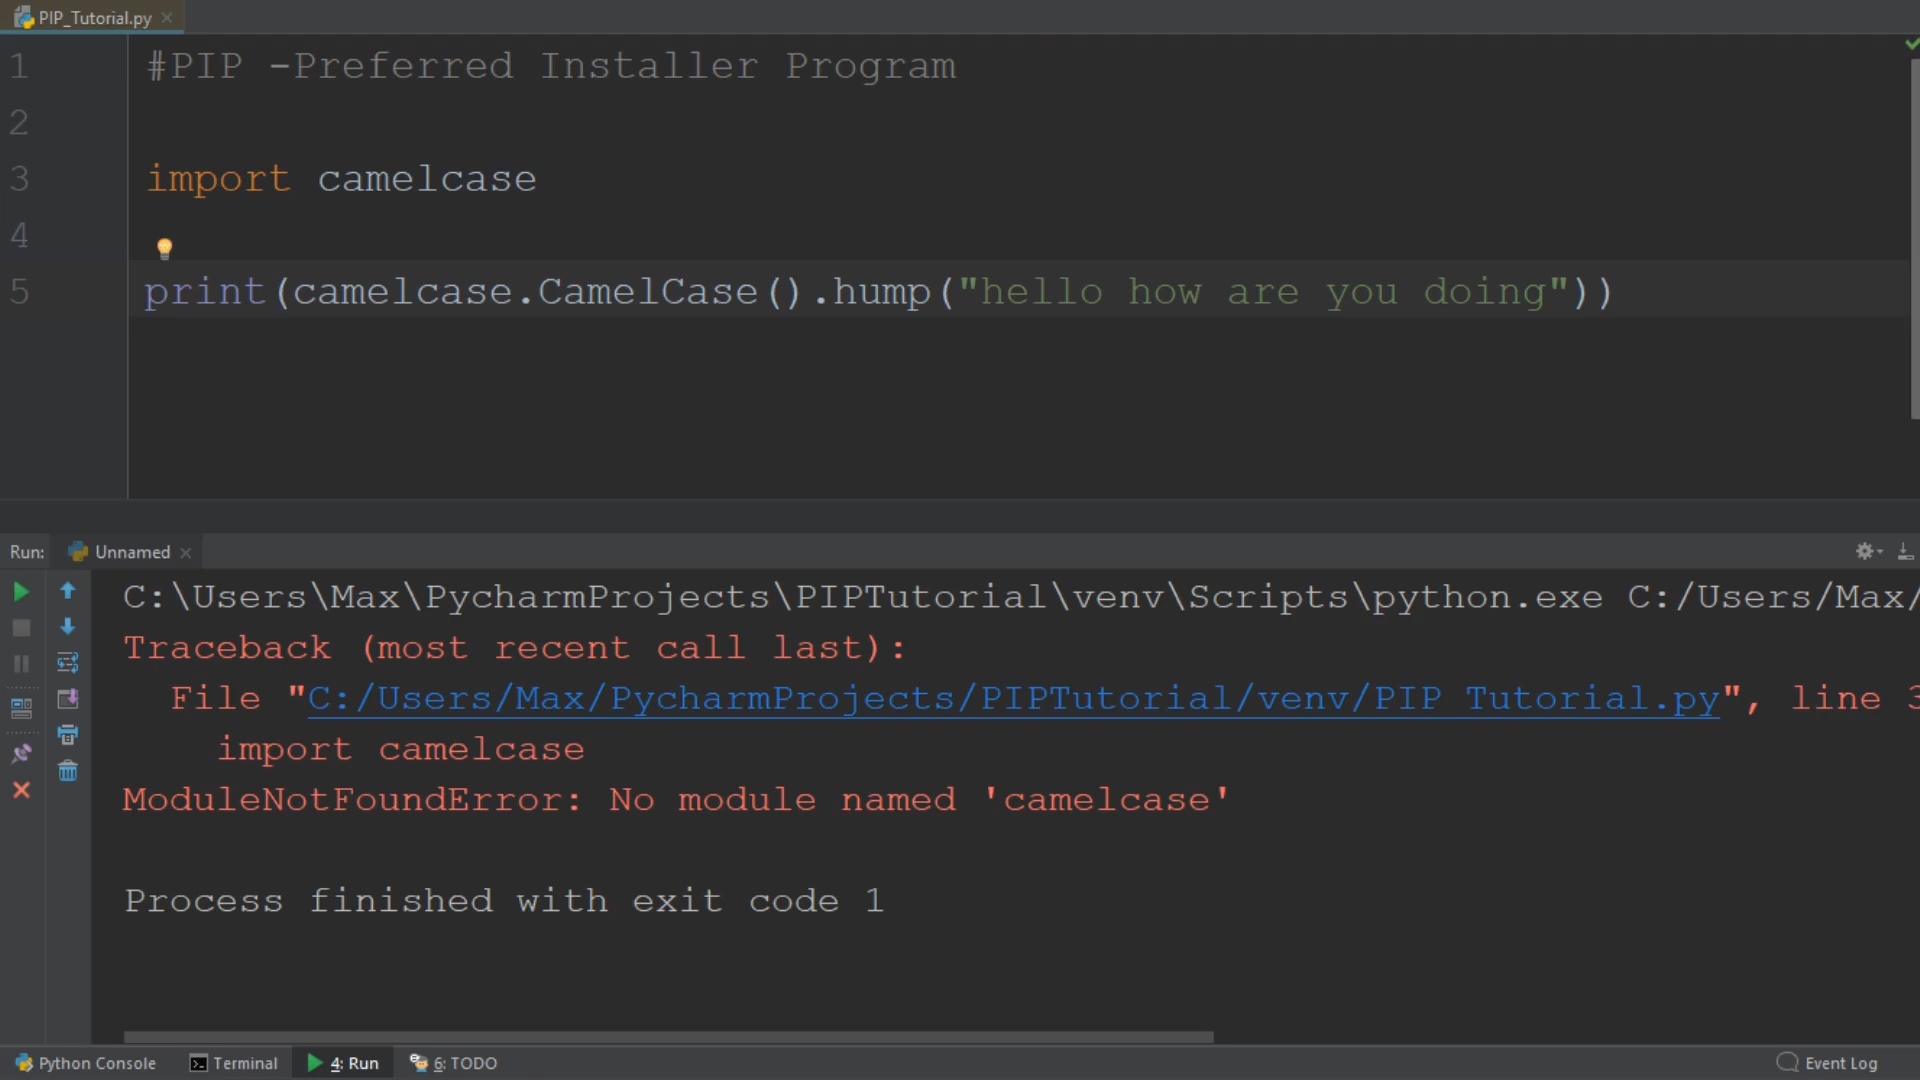 PIP_Tutorial.py
1 #PIP -Preferred Installer Program
2
3 import camelcase
4
5 print(camelcase.CamelCase().hump("hello how are you doing"))
Run: Unnamed
C:\Users\Max\PycharmProjects\PIPTutorial\venv\Scripts\python.exe C:/Users/Max/
Traceback (most recent call last):
File "C:/Users/Max/PycharmProjects/PIPTutorial/venv/PIP_Tutorial.py", line 3
import camelcase
ModuleNotFoundError: No module named 'camelcase'
Process finished with exit code 1
Python Console Terminal 4: Run 6: TODO Event Log